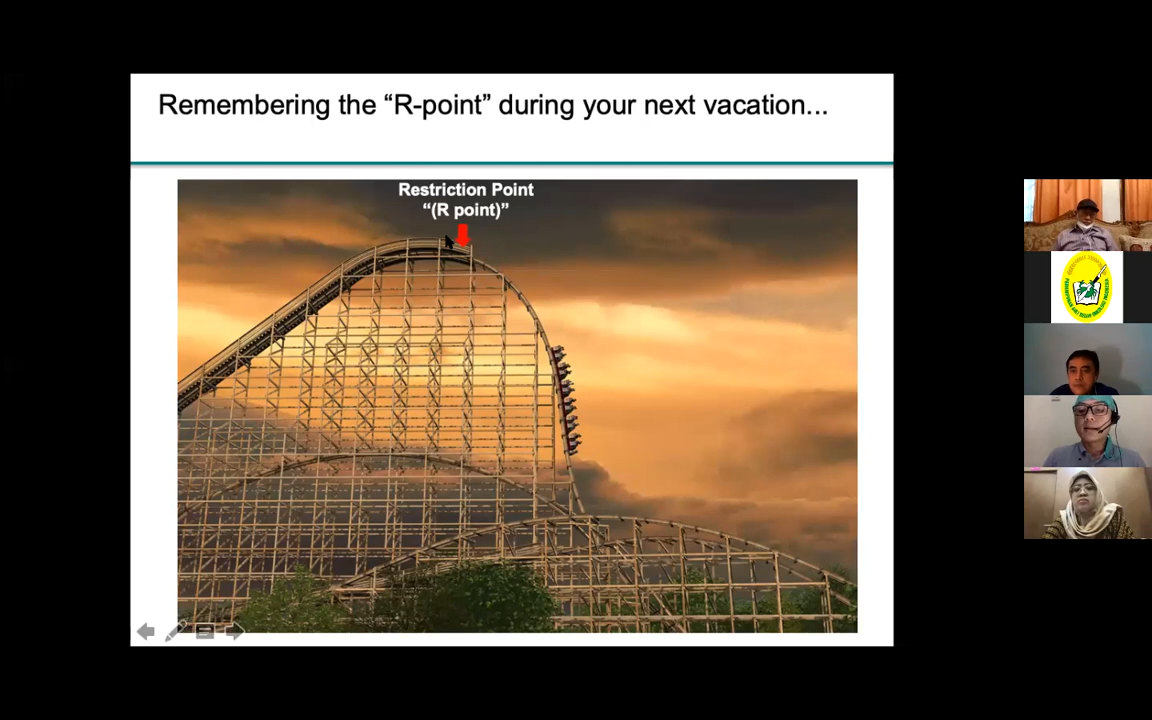 Remembering the “R-point” during your next vacation...
Restriction Point
“(R point)”